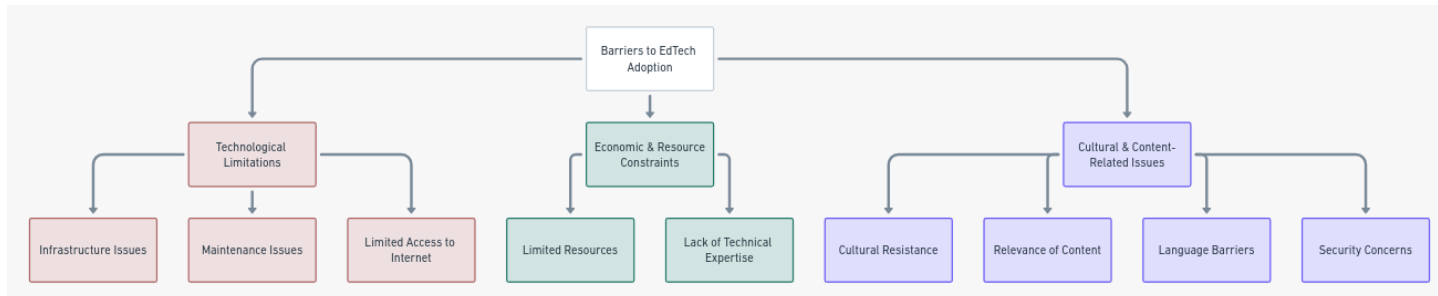 Barriers to EdTech
Adoption
Technological
Limitations
Economic & Resource
Constraints
Cultural & Content-
Related Issues
Infrastructure Issues
Maintenance Issues
Limited Access to
Internet
Limited Resources
Lack of Technical
Expertise
Cultural Resistance
Relevance of Content
Language Barriers
Security Concerns